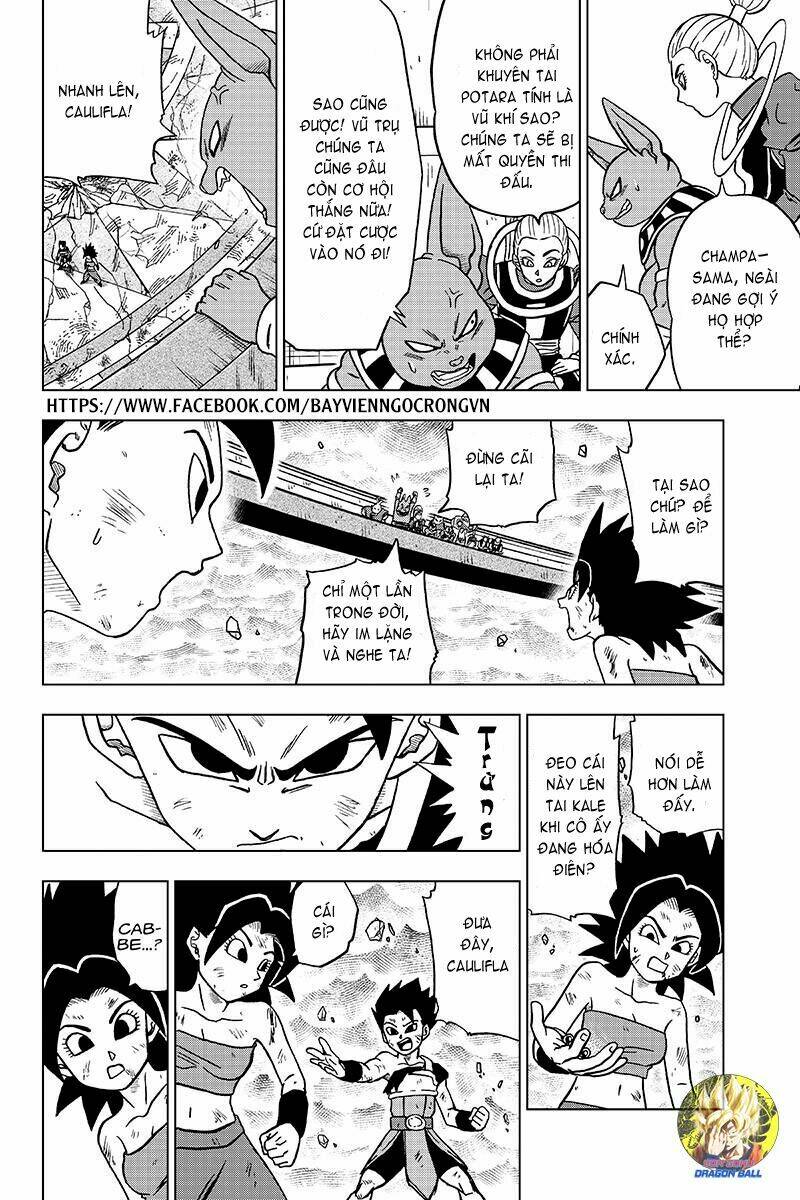 CHAMPA-
SAMA, NGÀI
ĐANG GỢI Ý
HỌ HỢP
THỂ?
CHÍNH
XÁC.
KHÔNG PHẢI
KHUYÊN TAI
POTARA TÍNH LÀ
VŨ KHÍ SAO?
CHÚNG TA SẼ BỊ
MẤT QUYỀN THI
ĐẤU.
SAO CŨNG
ĐƯỢC! VŨ TRỤ
CHÚNG TA
CŨNG ĐÂU
CÒN CƠ HỘI
THẮNG NỮA!
CỨ ĐẶT CƯỢC
VÀO NÓ ĐI!
NHANH LÊN,
CAULIFLA!
HTTPS://WWW.FACEBOOK.COM/BAYVIENNGOCRONGVN
TẠI SAO
CHỨ? ĐỂ
LÀM GÌ?
ĐỪNG CÃI
LẠI TA!
CHỈ MỘT LẦN
TRONG ĐỜI,
HÃY IM LẶNG
VÀ NGHE TA!
NÓI DỄ
HƠN LÀM
ĐẤY.
ĐEO CÁI
NÀY LÊN
TAI KALE
KHI CÔ ẤY
ĐANG HÓA
ĐIÊN?
Trừng
ĐƯA
ĐÂY,
CAULIFLA
CÁI
GÌ?
CAB-
BE...?
DRAGON BALL